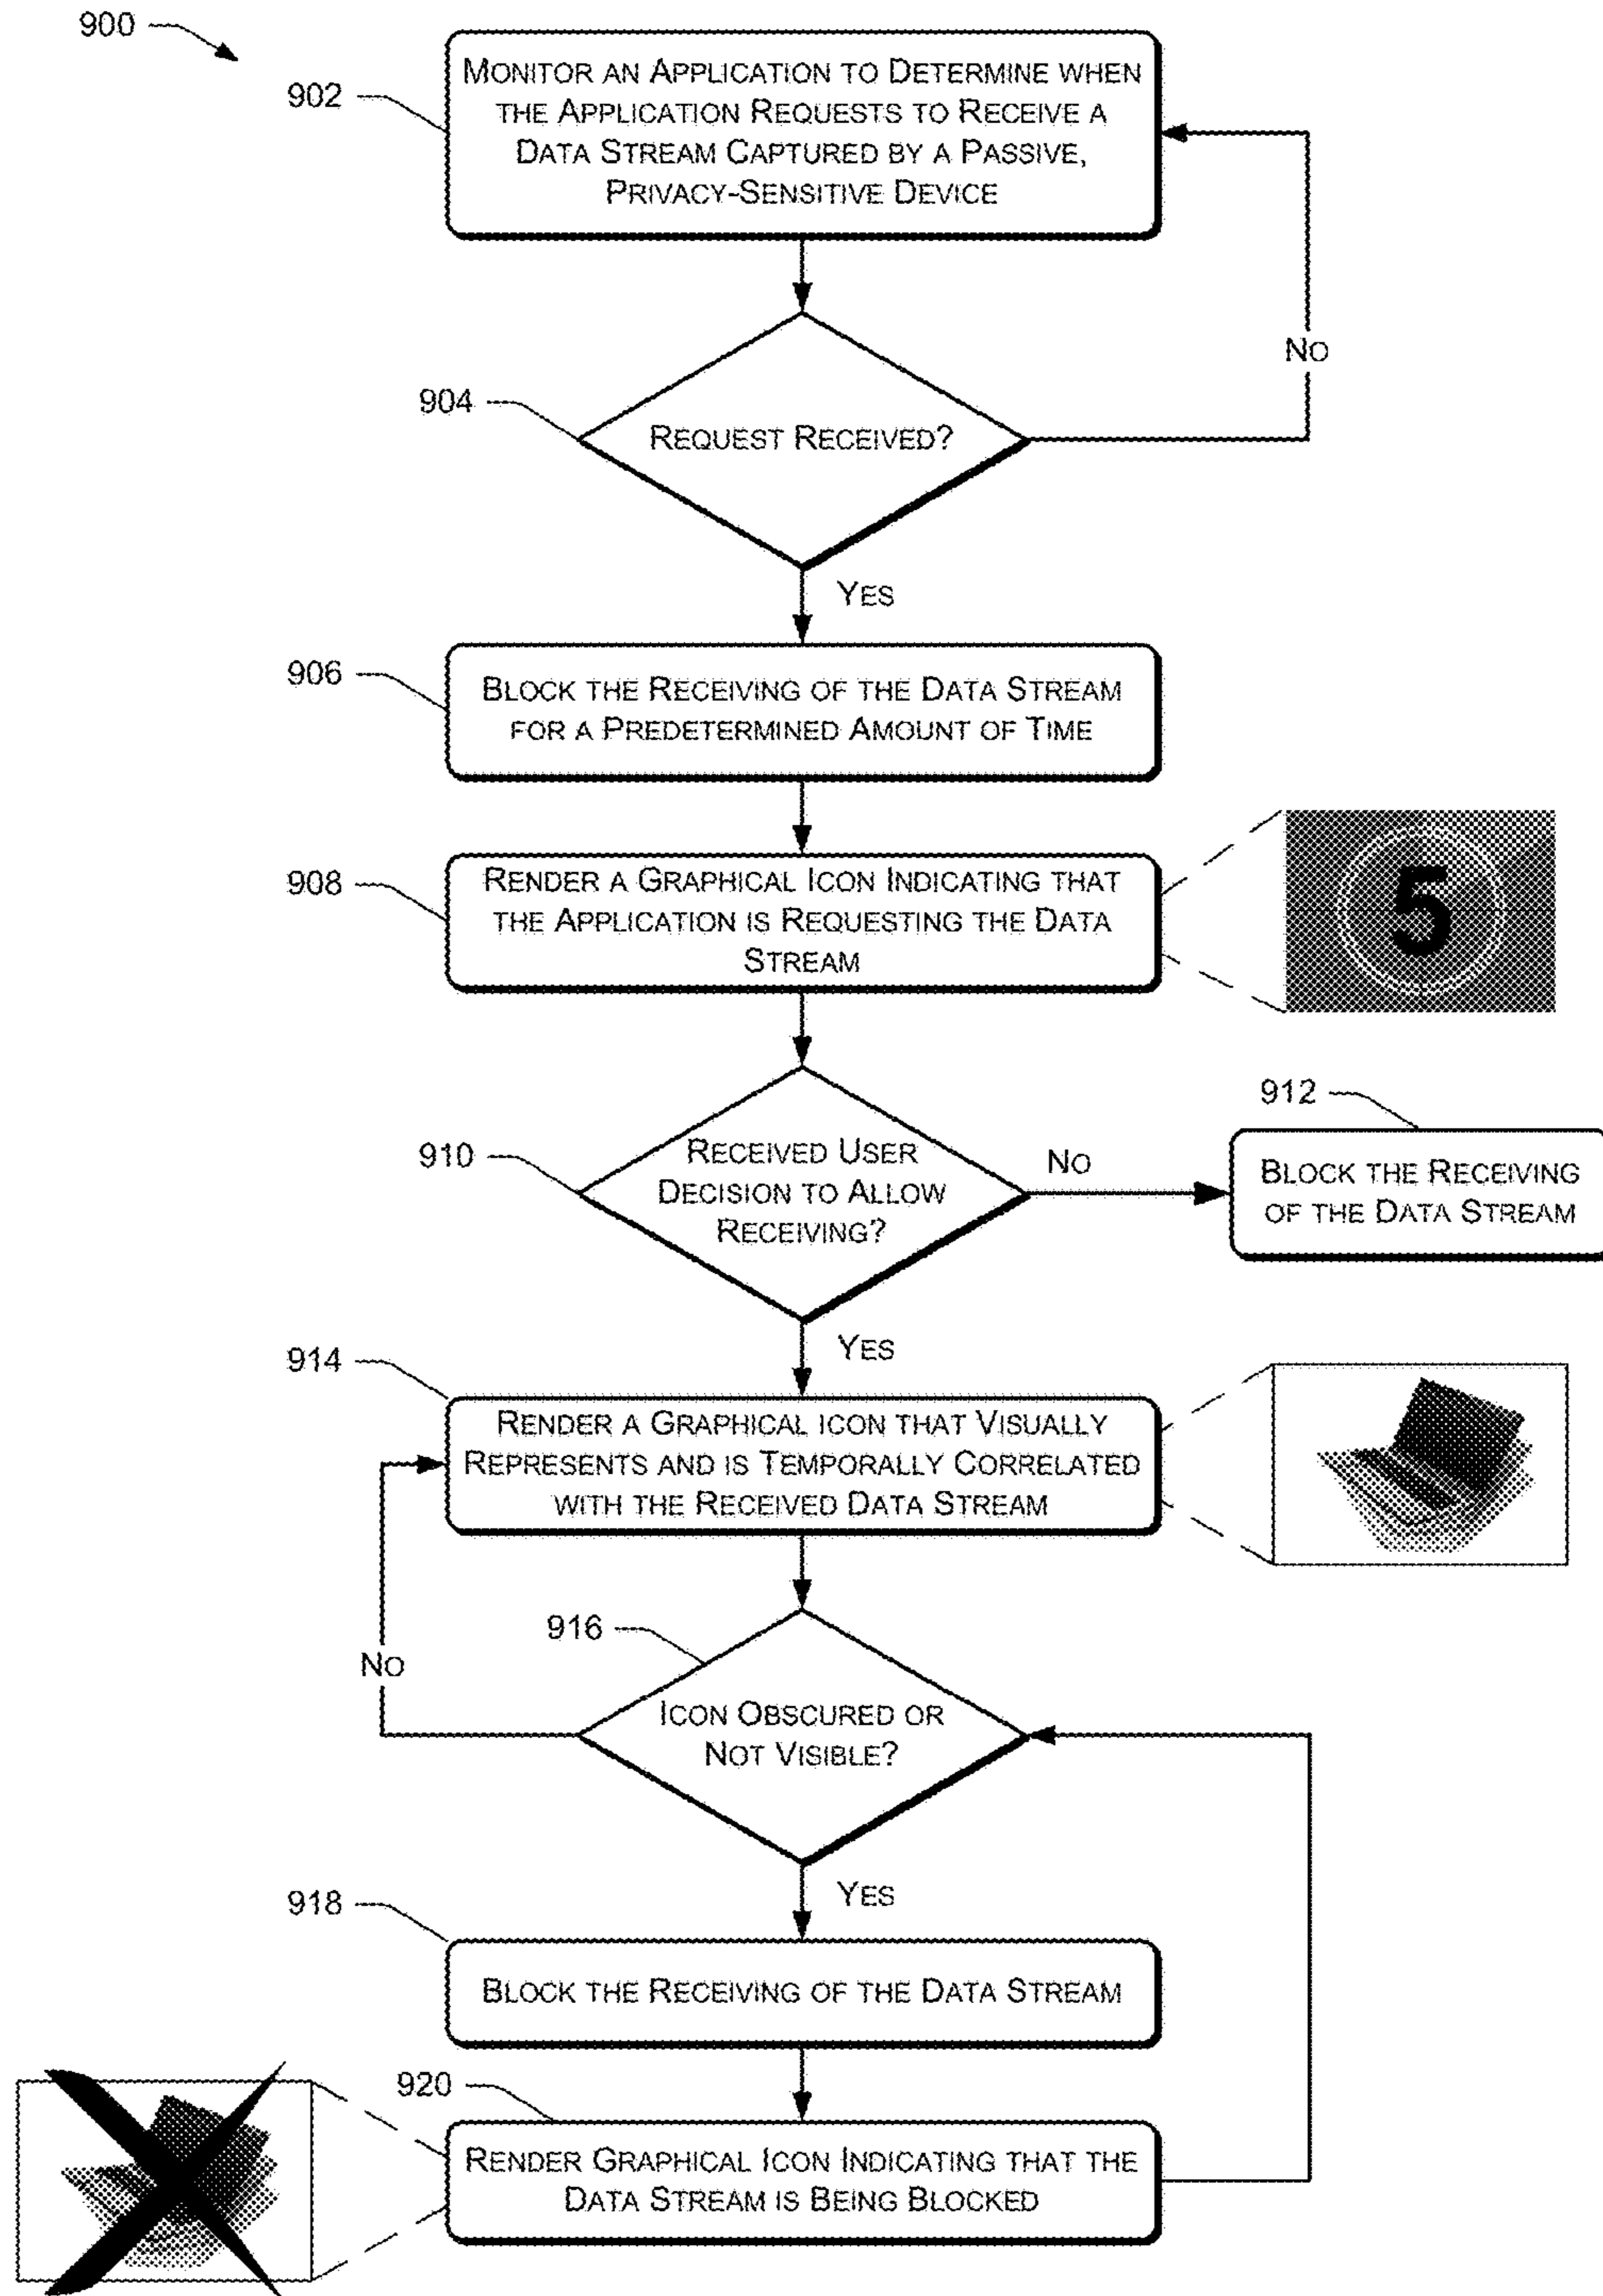 900
902
MONITOR AN APPLICATION TO DETERMINE WHEN
THE APPLICATION REQUESTS TO RECEIVE A
DATA STREAM CAPTURED BY A PASSIVE,
PRIVACY-SENSITIVE DEVICE
NO
904
REQUEST RECEIVED?
YES
906
BLOCK THE RECEIVING OF THE DATA STREAM
FOR A PREDETERMINED AMOUNT OF TIME
908
RENDER A GRAPHICAL ICON INDICATING THAT
THE APPLICATION IS REQUESTING THE DATA
STREAM
5
910
RECEIVED USER
DECISION TO ALLOW
RECEIVING?
NO
912
BLOCK THE RECEIVING
OF THE DATA STREAM
YES
914
RENDER A GRAPHICAL ICON THAT VISUALLY
REPRESENTS AND IS TEMPORALLY CORRELATED
WITH THE RECEIVED DATA STREAM
916
NO
ICON OBSCURED OR
NOT VISIBLE?
YES
918
BLOCK THE RECEIVING OF THE DATA STREAM
920
RENDER GRAPHICAL ICON INDICATING THAT THE
DATA STREAM IS BEING BLOCKED